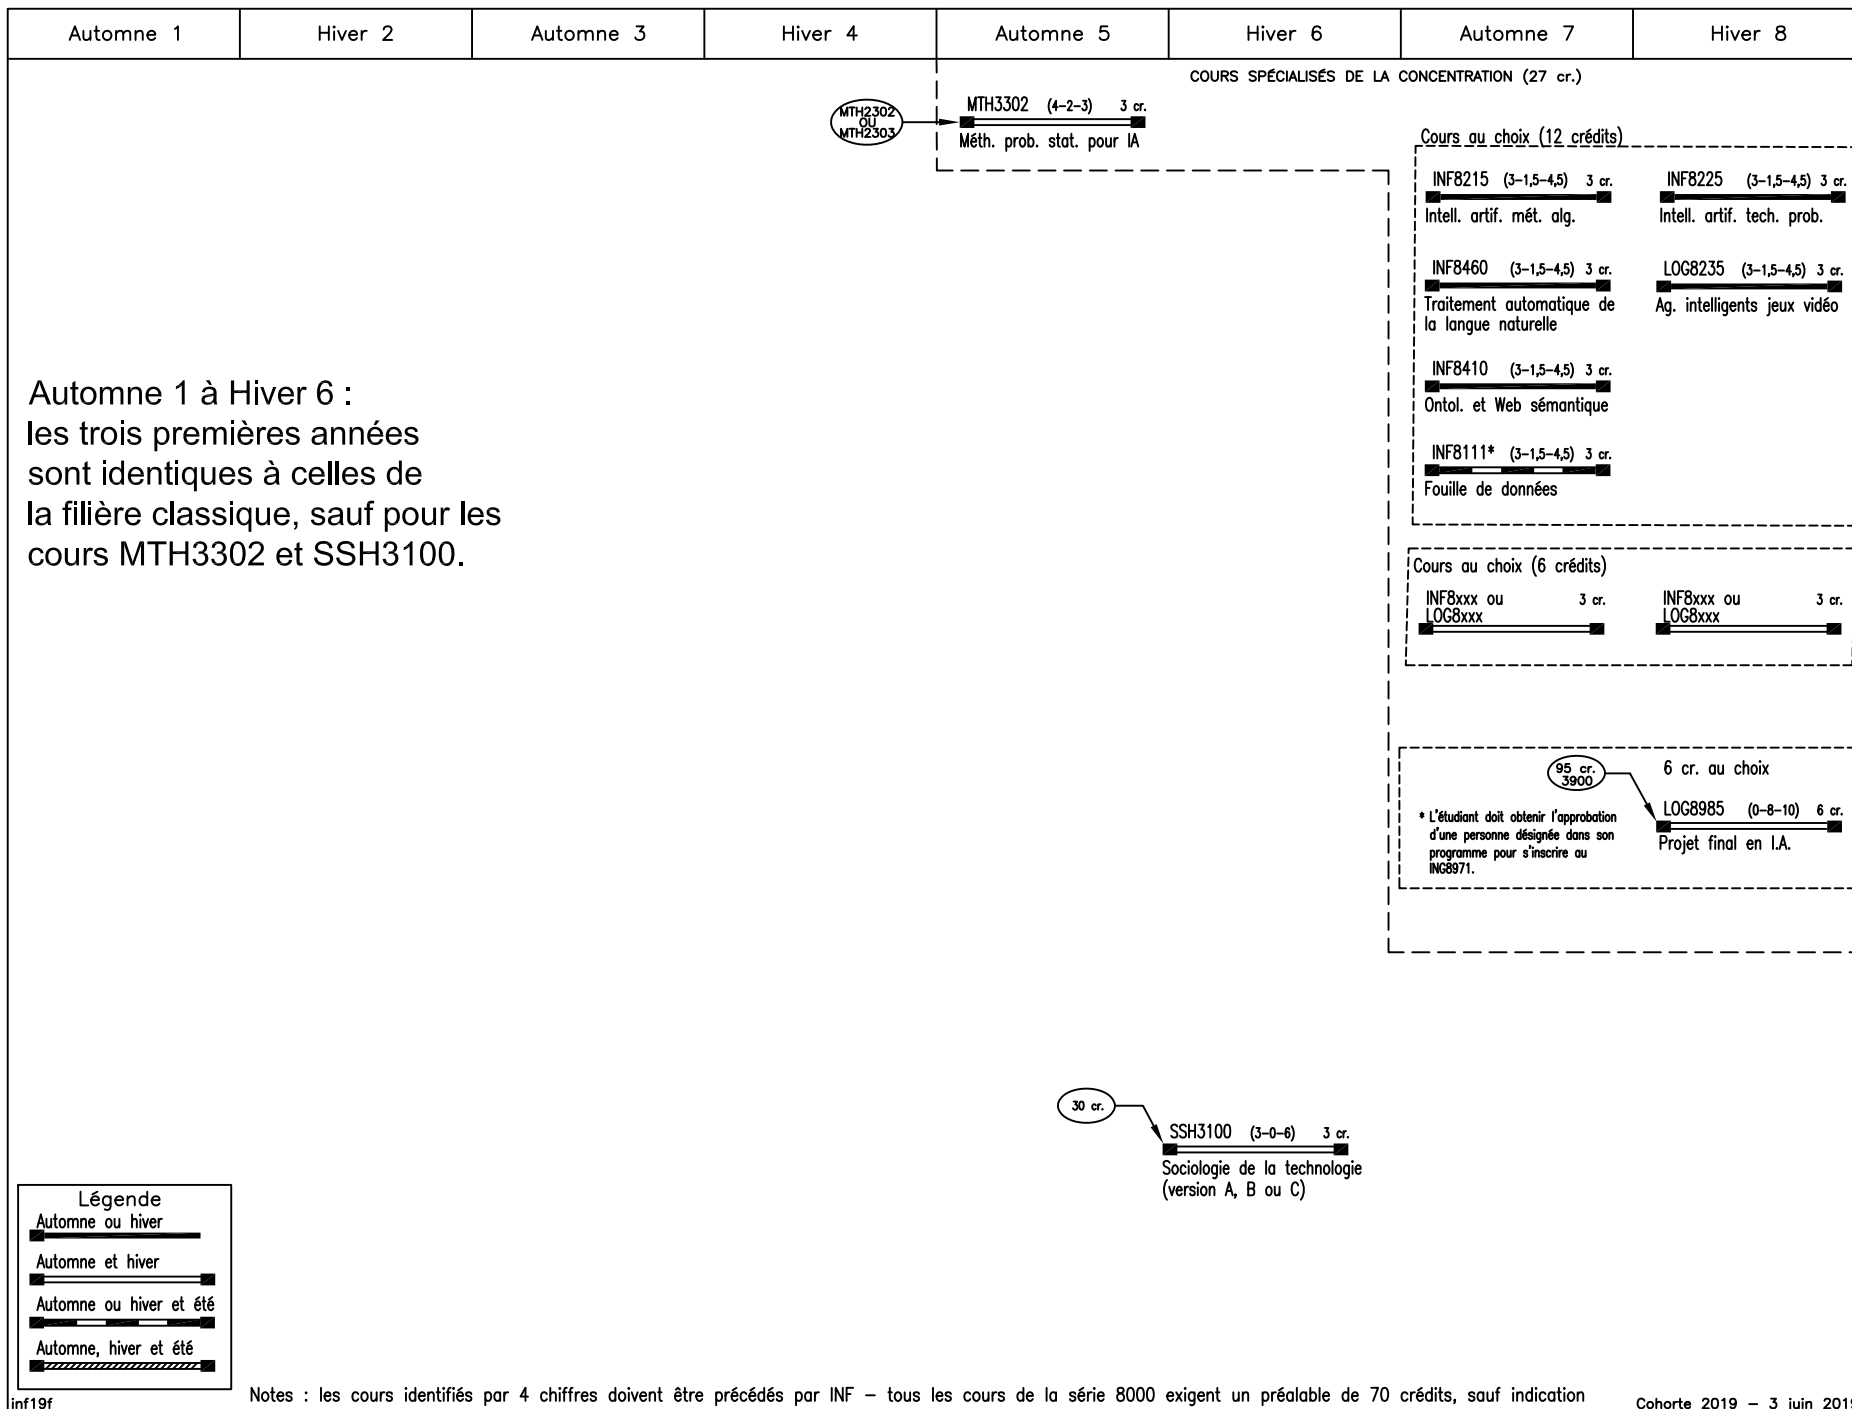 Automne 1 Hiver 2 Automne 3 Hiver 4 Automne 5 Hiver 6 Automne 7 Hiver 8
COURS SPÉCIALISÉS DE LA CONCENTRATION (27 cr.)
MTH2302
OU
MTH2303
MTH3302 (4-2-3) 3 cr.
Méth. prob. stat. pour IA
Cours au choix (12 crédits)
INF8215 (3-1,5-4,5) 3 cr.
Intell. artif. mét. alg.
INF8225 (3-1,5-4,5) 3 cr.
Intell. artif. tech. prob.
INF8460 (3-1,5-4,5) 3 cr.
Traitement automatique de
la langue naturelle
LOG8235 (3-1,5-4,5) 3 cr.
Ag. intelligents jeux vidéo
INF8410 (3-1,5-4,5) 3 cr.
Ontol. et Web sémantique
INF8111* (3-1,5-4,5) 3 cr.
Fouille de données
Automne 1 à Hiver 6 :
les trois premières années
sont identiques à celles de
la filière classique, sauf pour les
cours MTH3302 et SSH3100.
Cours au choix (6 crédits)
INF8xxx ou 3 cr.
LOG8xxx
INF8xxx ou 3 cr.
LOG8xxx
95 cr.
3900
6 cr. au choix
LOG8985 (0-8-10) 6 cr.
Projet final en I.A.
* L'étudiant doit obtenir l'approbation
d'une personne désignée dans son
programme pour s'inscrire au
ING8971.
30 cr.
SSH3100 (3-0-6) 3 cr.
Sociologie de la technologie
(version A, B ou C)
Légende
Automne ou hiver
Automne et hiver
Automne ou hiver et été
Automne, hiver et été
inf19f
Notes : les cours identifiés par 4 chiffres doivent être précédés par INF – tous les cours de la série 8000 exigent un préalable de 70 crédits, sauf indication
Cohorte 2019 – 3 juin 2019